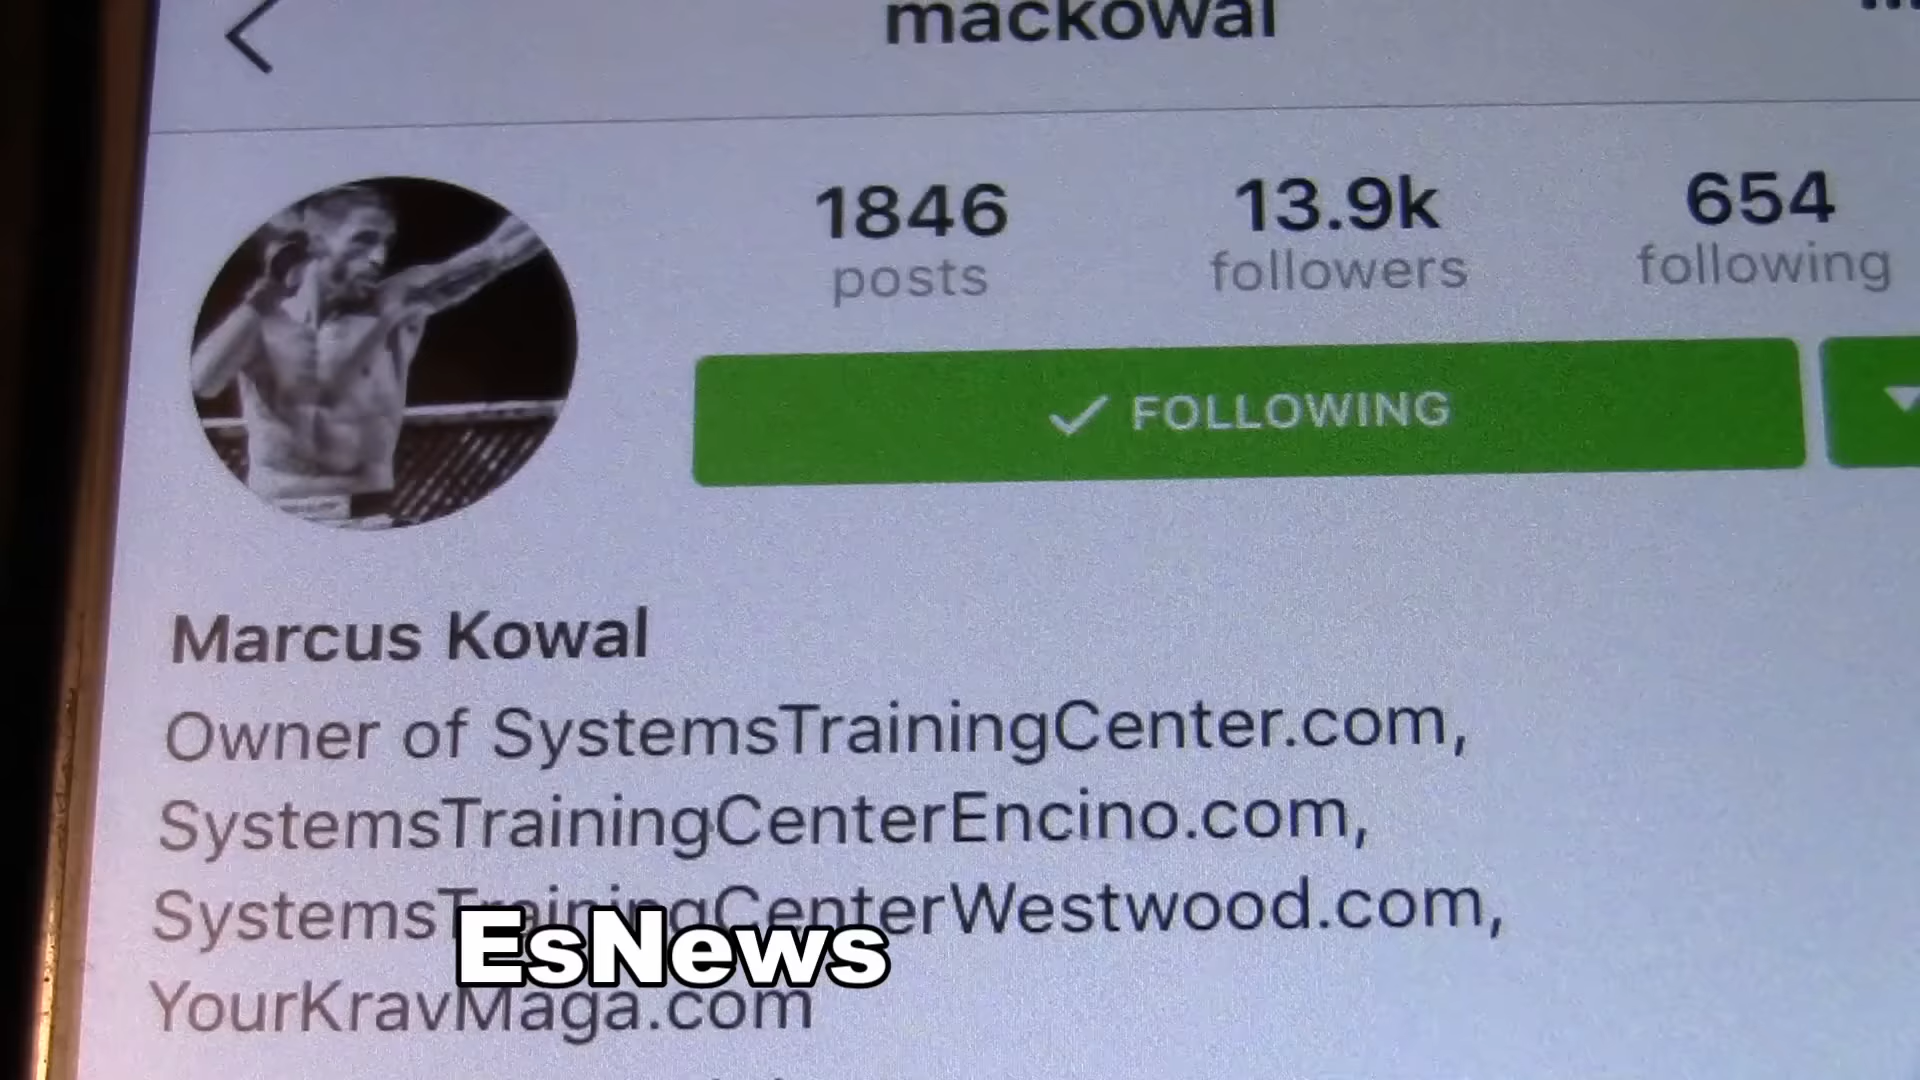 mackowal
1846
posts
13.9k
followers
654
following
FOLLOWING
Marcus Kowal
Owner of SystemsTrainingCenter.com,
SystemsTrainingCenterEncino.com,
SystemsTrainingCenterWestwood.com,
EsNews
YourKravMaga.com